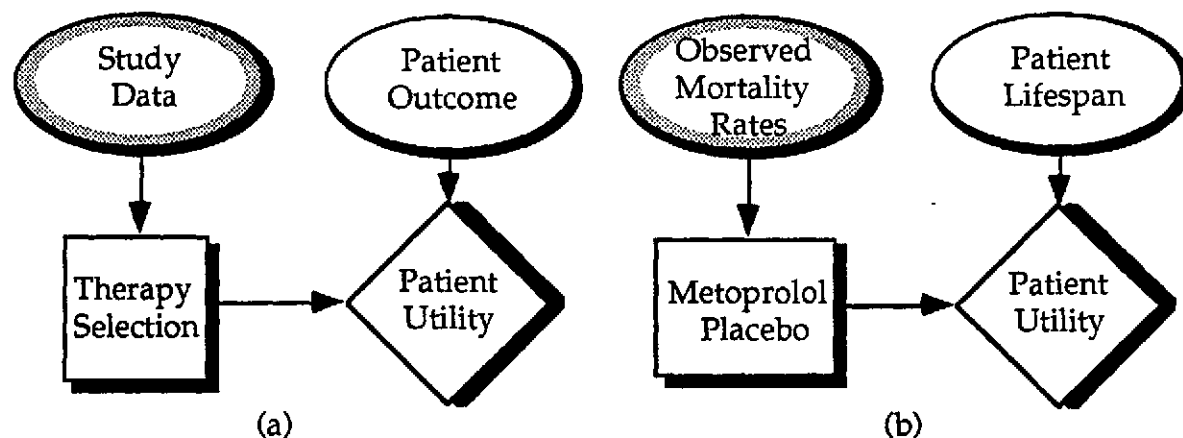 Study
Data
Patient
Outcome
Therapy
Selection
Patient
Utility
(a)
Observed
Mortality
Rates
Patient
Lifespan
Metoprolol
Placebo
Patient
Utility
(b)